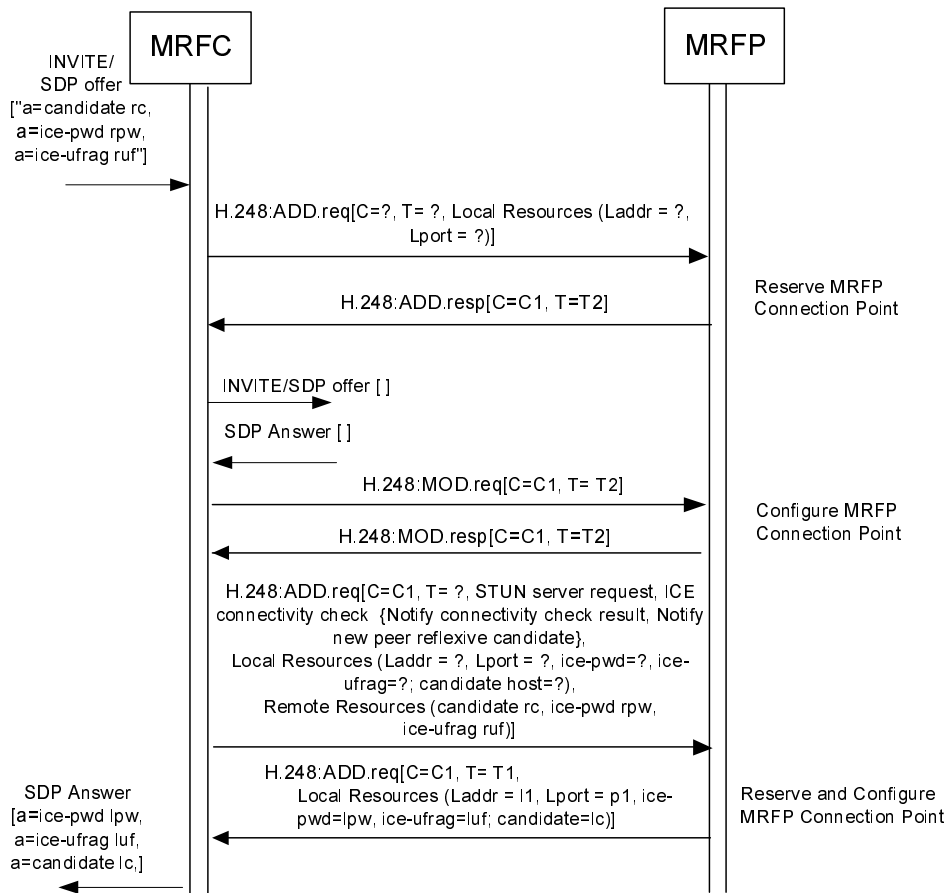 MRFC
MRFP
INVITE/
SDP offer
["a=candidate rc,
a=ice-pwd rpw,
a=ice-ufrag ruf"]
H.248:ADD.req[C=?, T= ?, Local Resources (Laddr = ?,
Lport = ?)]
Reserve MRFP
Connection Point
H.248:ADD.resp[C=C1, T=T2]
INVITE/SDP offer [ ]
SDP Answer [ ]
H.248:MOD.req[C=C1, T= T2]
Configure MRFP
Connection Point
H.248:MOD.resp[C=C1, T=T2]
H.248:ADD.req[C=C1, T= ?, STUN server request, ICE
connectivity check {Notify connectivity check result, Notify
new peer reflexive candidate},
Local Resources (Laddr = ?, Lport = ?, ice-pwd=?, ice-
ufrag=?; candidate host=?),
Remote Resources (candidate rc, ice-pwd rpw,
ice-ufrag ruf)]
H.248:ADD.req[C=C1, T= T1,
Local Resources (Laddr = l1, Lport = p1, ice-
pwd=lpw, ice-ufrag=luf; candidate=lc)]
Reserve and Configure
MRFP Connection Point
SDP Answer
[a=ice-pwd lpw,
a=ice-ufrag luf,
a=candidate lc,]